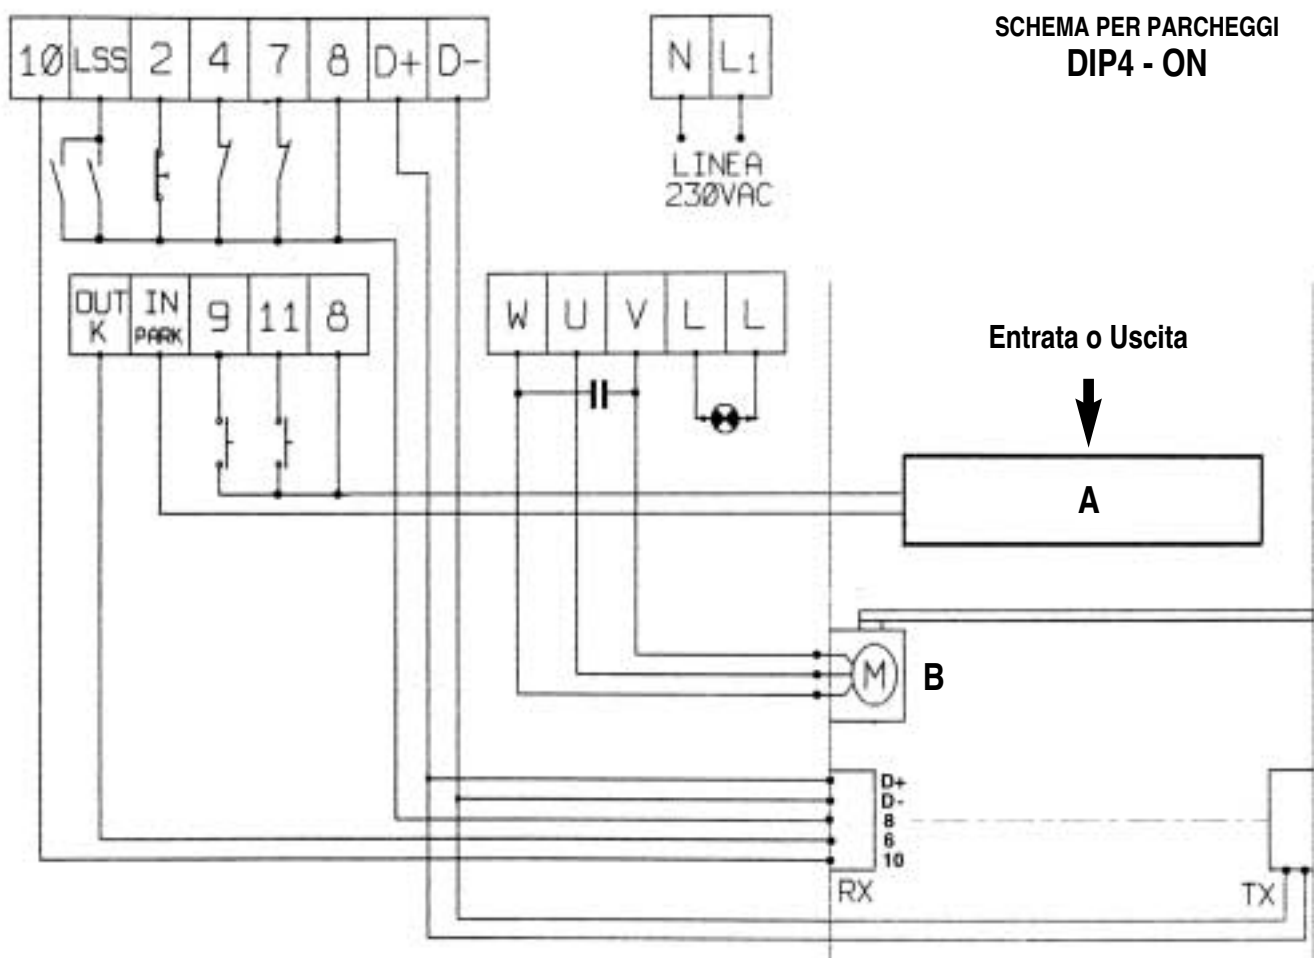 SCHEMA PER PARCHEGGI
DIP4 - ON
10 LSS 2 4 7 8 D+ D-
N L1
LINEA
230VAC
OUT K IN PARK 9 11 8
W U V L L
Entrata o Uscita
A
M
B
D+
D-
8
6
10
RX
TX